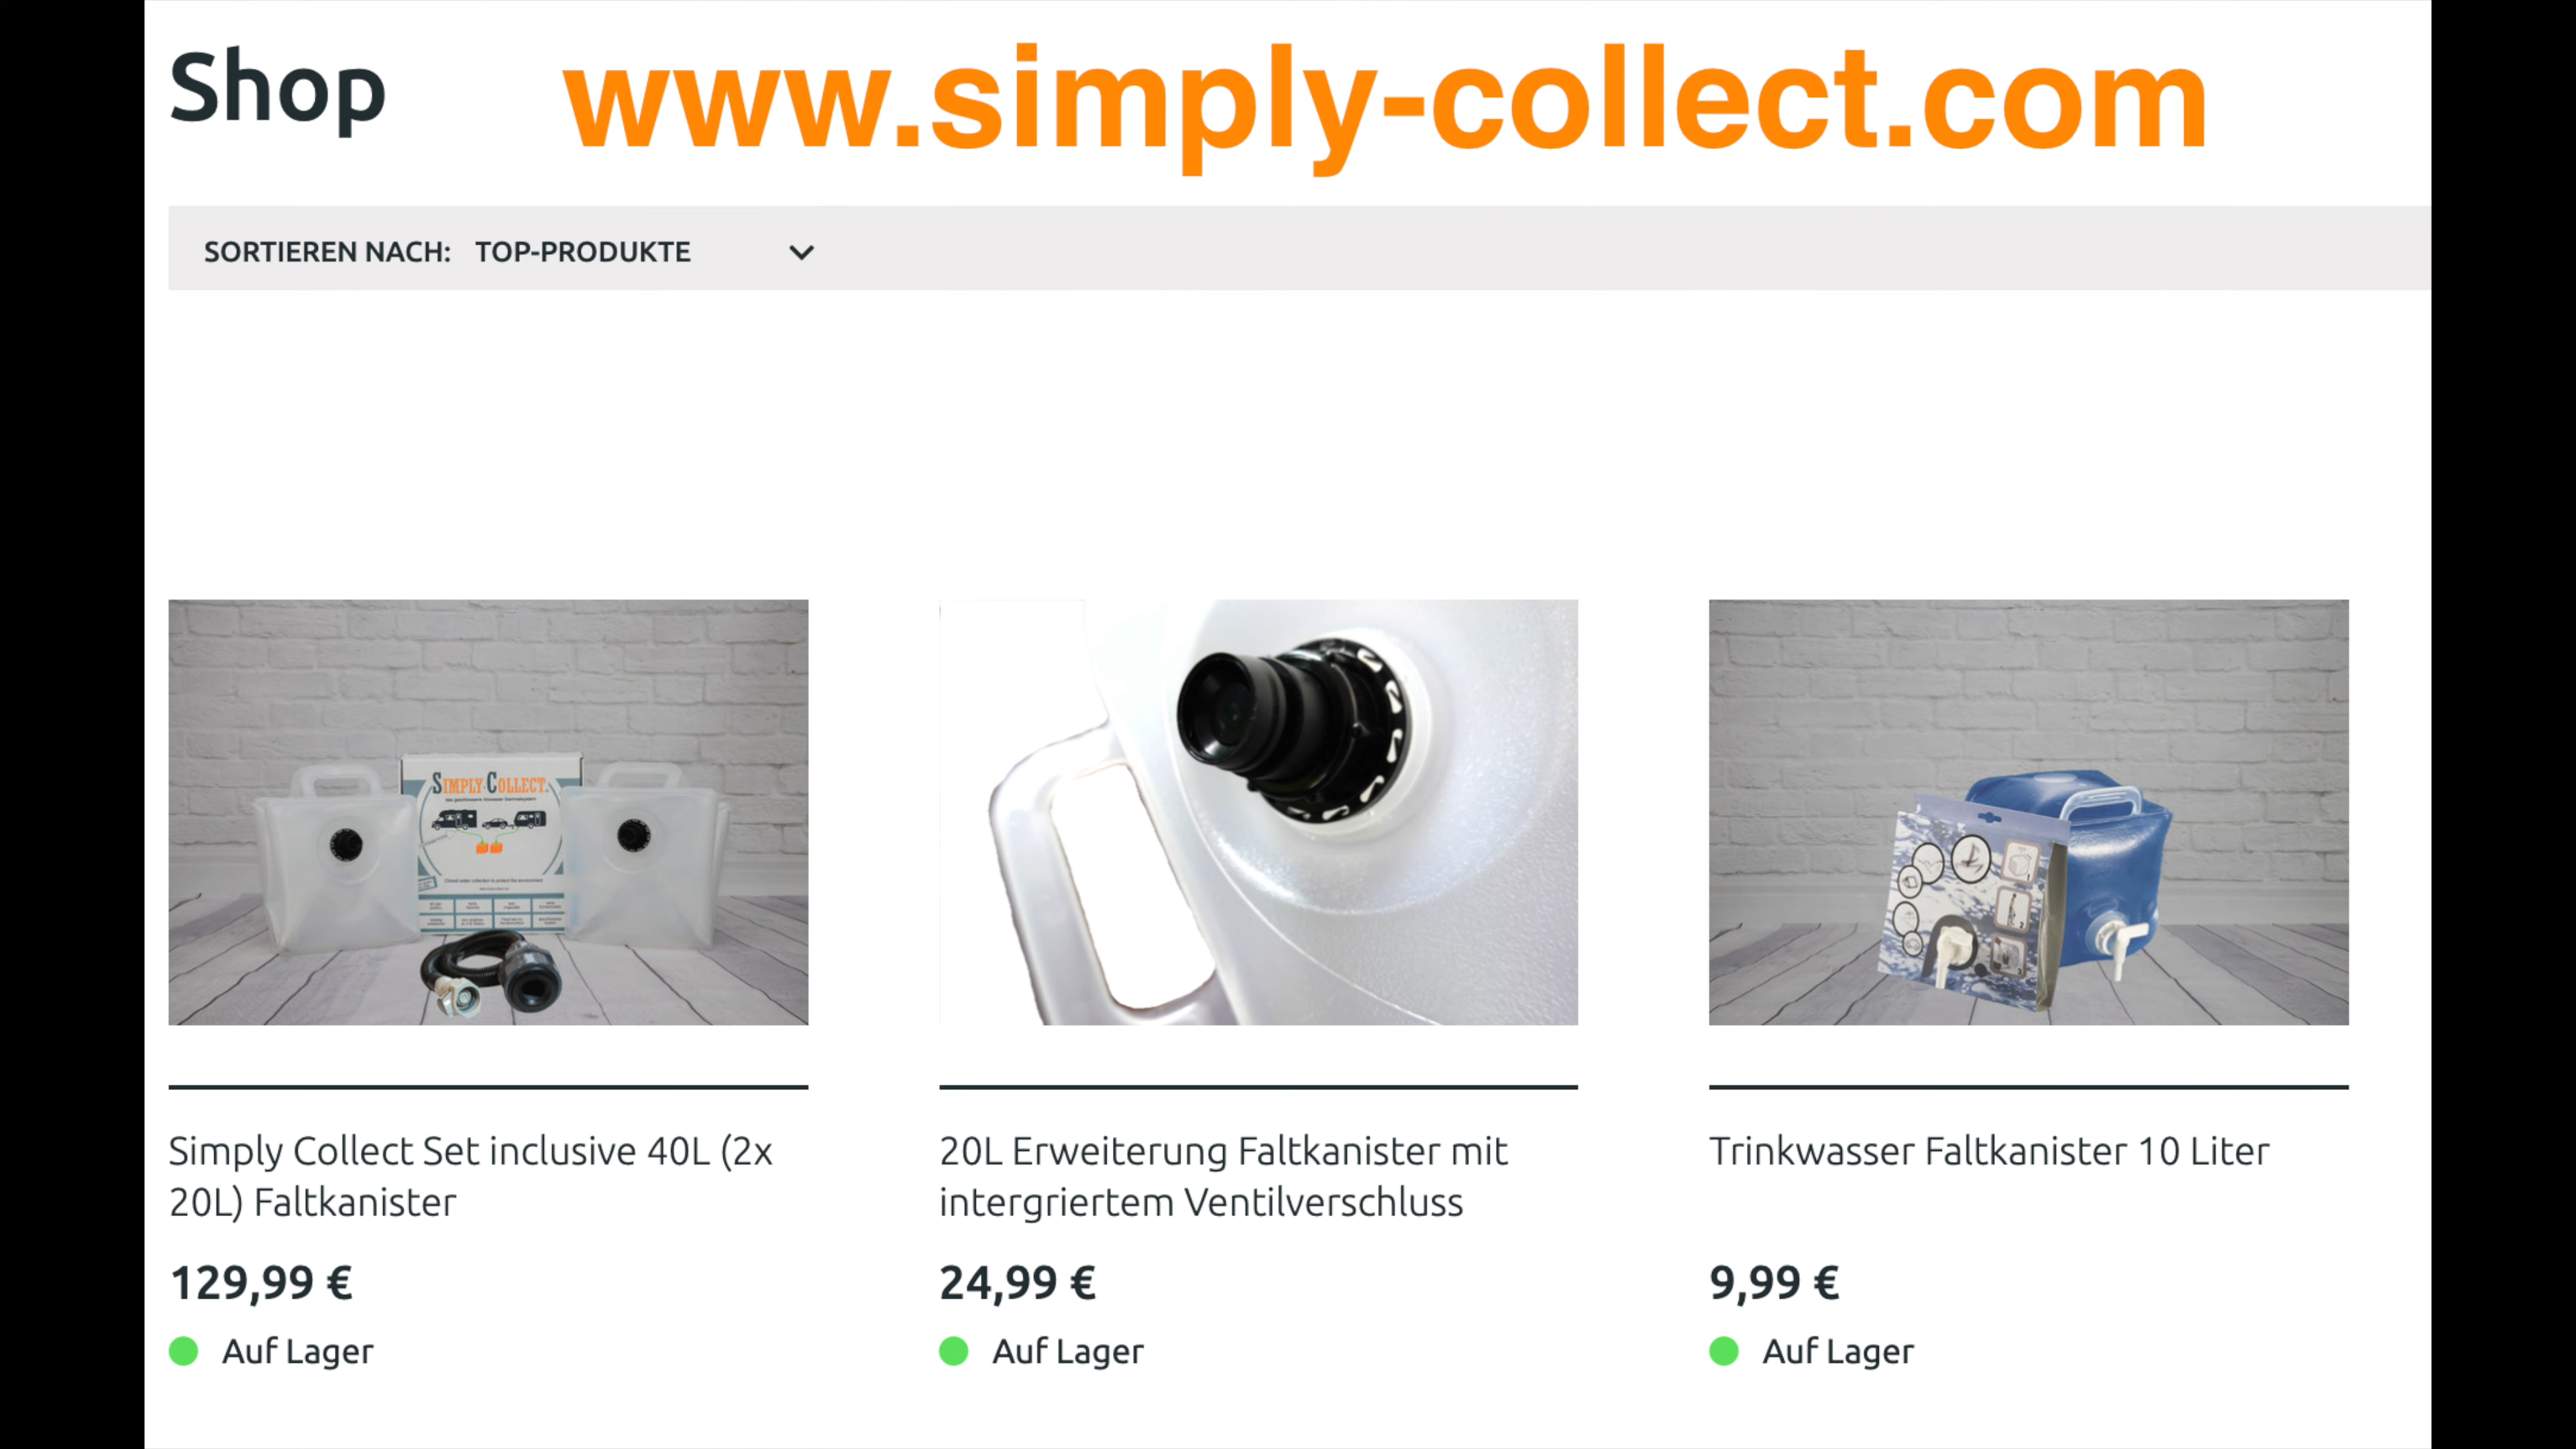 Shop
www.simply-collect.com
SORTIEREN NACH: TOP-PRODUKTE
SIMPLY COLLECT
Simply Collect Set inclusive 40L (2x
20L) Faltkanister
129,99 €
Auf Lager
20L Erweiterung Faltkanister mit
intergriertem Ventilverschluss
24,99 €
Auf Lager
Trinkwasser Faltkanister 10 Liter
9,99 €
Auf Lager